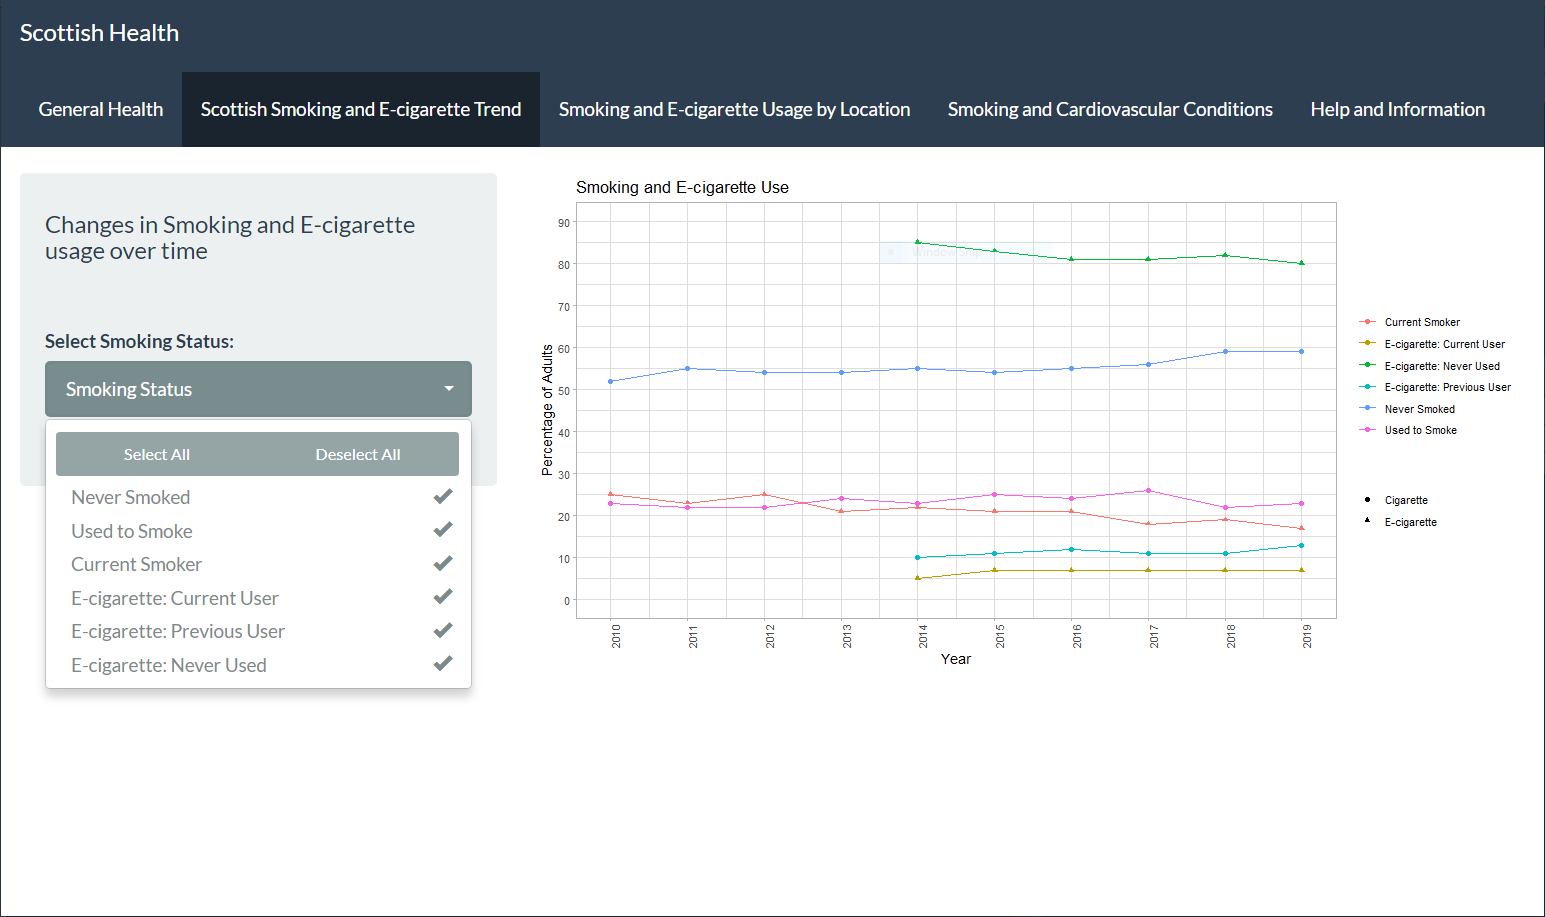 Scottish Health
General Health
Scottish Smoking and E-cigarette Trend
Smoking and E-cigarette Usage by Location
Smoking and Cardiovascular Conditions
Help and Information
Changes in Smoking and E-cigarette
usage over time
Select Smoking Status:
Smoking Status
Select All
Deselect All
Never Smoked
Used to Smoke
Current Smoker
E-cigarette: Current User
E-cigarette: Previous User
E-cigarette: Never Used
Smoking and E-cigarette Use
Percentage of Adults
90
80
70
60
50
40
30
20
10
0
2010
2011
2012
2013
2014
2015
2016
2017
2018
2019
Year
Window Snip
Current Smoker
E-cigarette: Current User
E-cigarette: Never Used
E-cigarette: Previous User
Never Smoked
Used to Smoke
Cigarette
E-cigarette